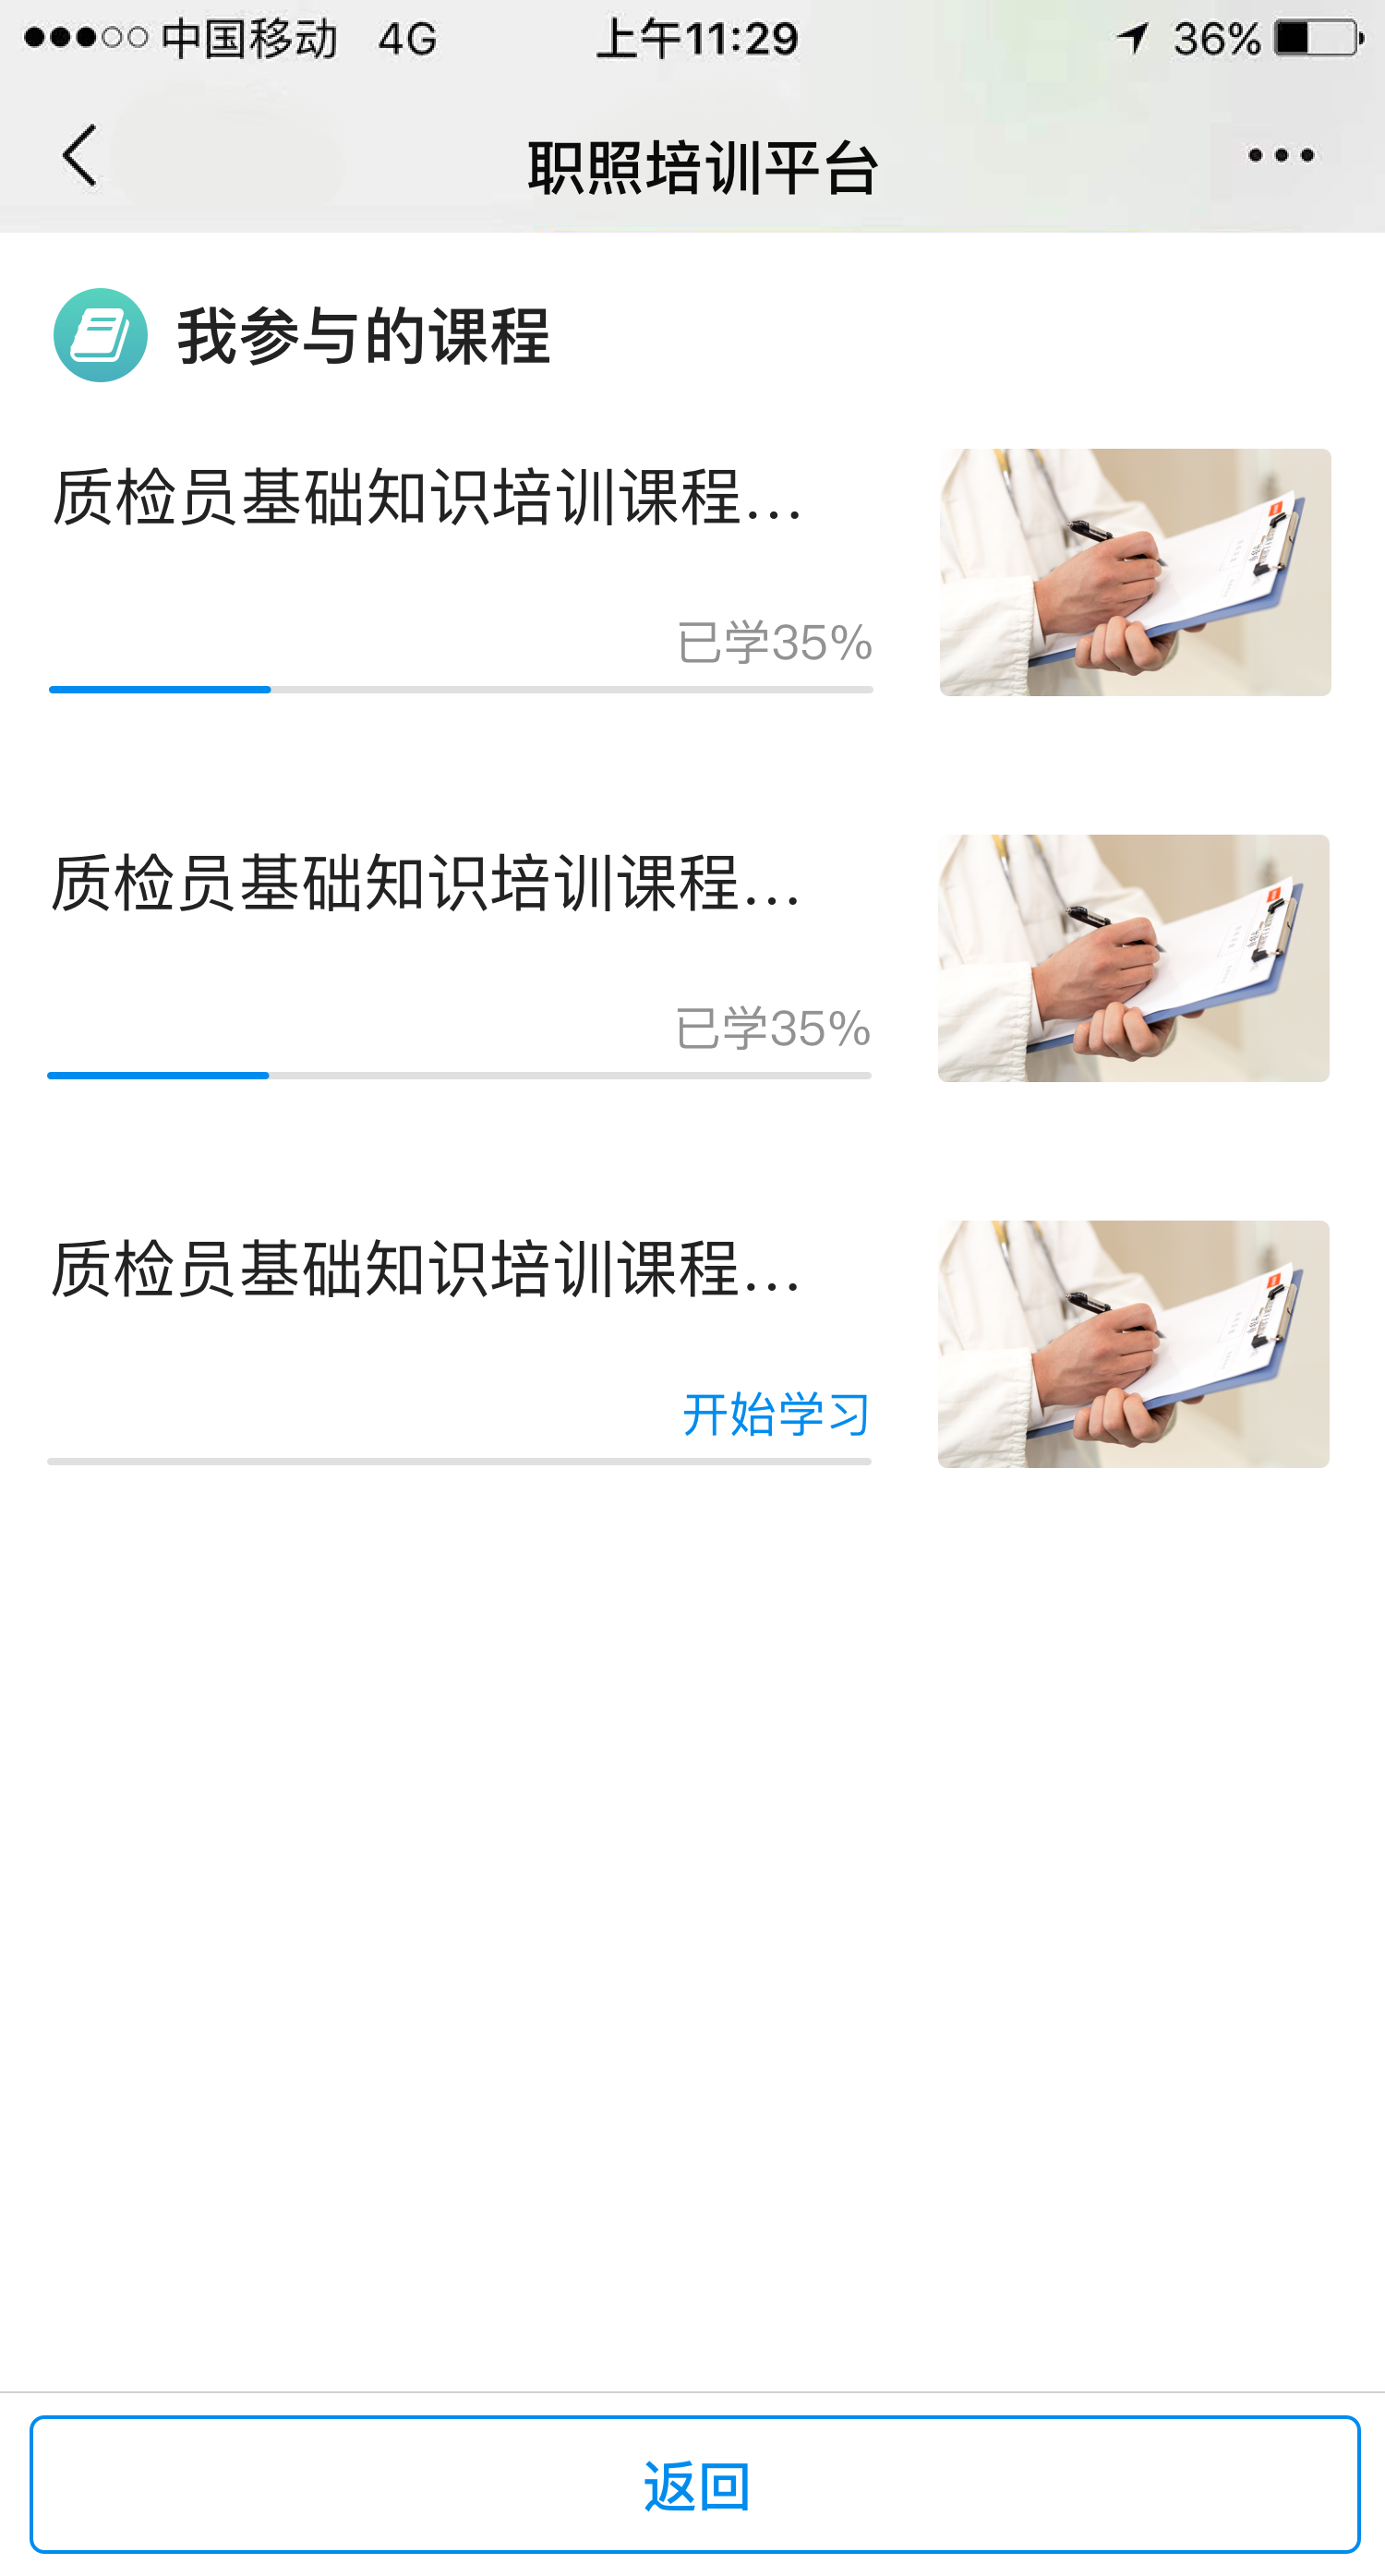 中国移动 4G 上午11:29 36%
职照培训平台
我参与的课程
质检员基础知识培训课程...
已学35%
质检员基础知识培训课程...
已学35%
质检员基础知识培训课程...
开始学习
返回